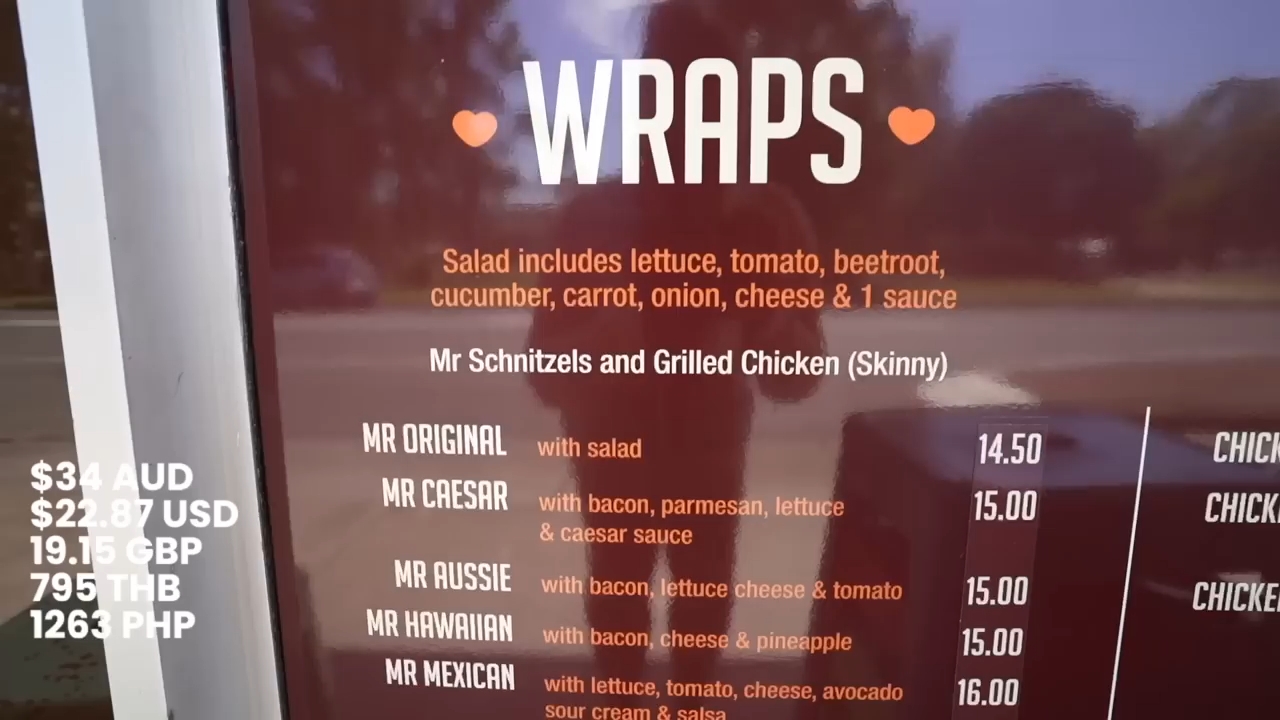 WRAPS
Salad includes lettuce, tomato, beetroot,
cucumber, carrot, onion, cheese & 1 sauce
Mr Schnitzels and Grilled Chicken (Skinny)
MR ORIGINAL with salad 14.50
MR CAESAR with bacon, parmesan, lettuce 15.00
& caesar sauce
MR AUSSIE with bacon, lettuce cheese & tomato 15.00
MR HAWAIIAN with bacon, cheese & pineapple 15.00
MR MEXICAN with lettuce, tomato, cheese, avocado 16.00
sour cream & salsa
$34 AUD
$22.87 USD
19.15 GBP
795 THB
1263 PHP